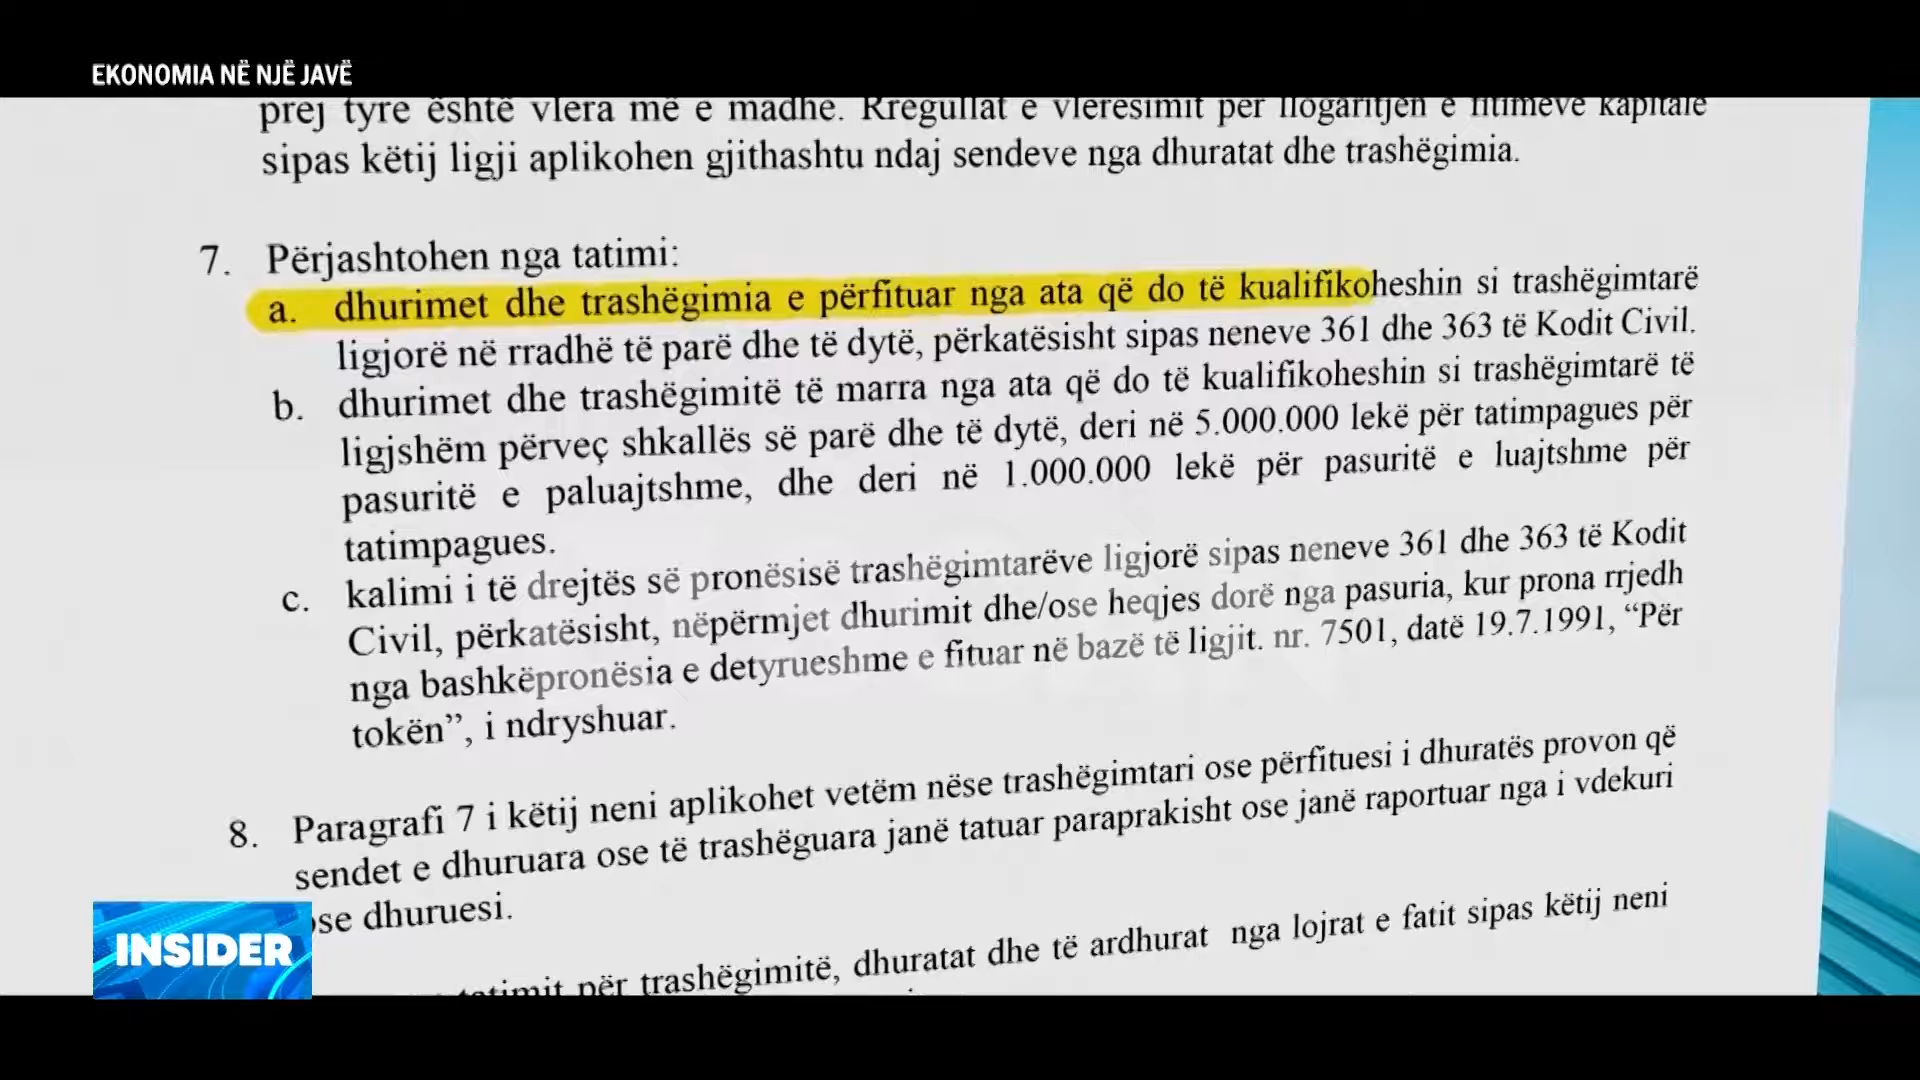 EKONOMIA NË NJË JAVË
prej tyre është vlera më e madhe. Rregullat e vlerësimit për llogaritjen e fitimeve kapitale
sipas këtij ligji aplikohen gjithashtu ndaj sendeve nga dhuratat dhe trashëgimia.
7. Përjashtohen nga tatimi:
a. dhurimet dhe trashëgimia e përfituar nga ata që do të kualifikoheshin si trashëgimtarë
ligjorë në rradhë të parë dhe të dytë, përkatësisht sipas neneve 361 dhe 363 të Kodit Civil.
b. dhurimet dhe trashëgimitë të marra nga ata që do të kualifikoheshin si trashëgimtarë të
ligjshëm përveç shkallës së parë dhe të dytë, deri në 5.000.000 lekë për tatimpagues për
pasuritë e paluajtshme, dhe deri në 1.000.000 lekë për pasuritë e luajtshme për
tatimpagues.
c. kalimi i të drejtës së pronësisë trashëgimtarëve ligjorë sipas neneve 361 dhe 363 të Kodit
Civil, përkatësisht, nëpërmjet dhurimit dhe/ose heqjes dorë nga pasuria, kur prona rrjedh
nga bashkëpronësia e detyrueshme e fituar në bazë të ligjit. nr. 7501, datë 19.7.1991, “Për
tokën”, i ndryshuar.
8. Paragrafi 7 i këtij neni aplikohet vetëm nëse trashëgimtari ose përfituesi i dhuratës provon që
sendet e dhuruara ose të trashëguara janë tatuar paraprakisht ose janë raportuar nga i vdekuri
ose dhuruesi.
tatimit për trashëgimitë, dhuratat dhe të ardhurat nga lojrat e fatit sipas këtij neni
INSIDER